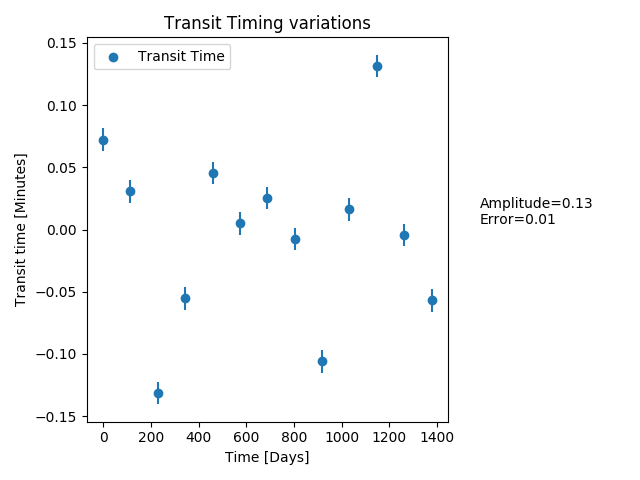 Transit Timing variations
Transit Time
0.15
0.10
0.05
0.00
−0.05
−0.10
−0.15
Transit time [Minutes]
Amplitude=0.13
Error=0.01
0 200 400 600 800 1000 1200 1400
Time [Days]